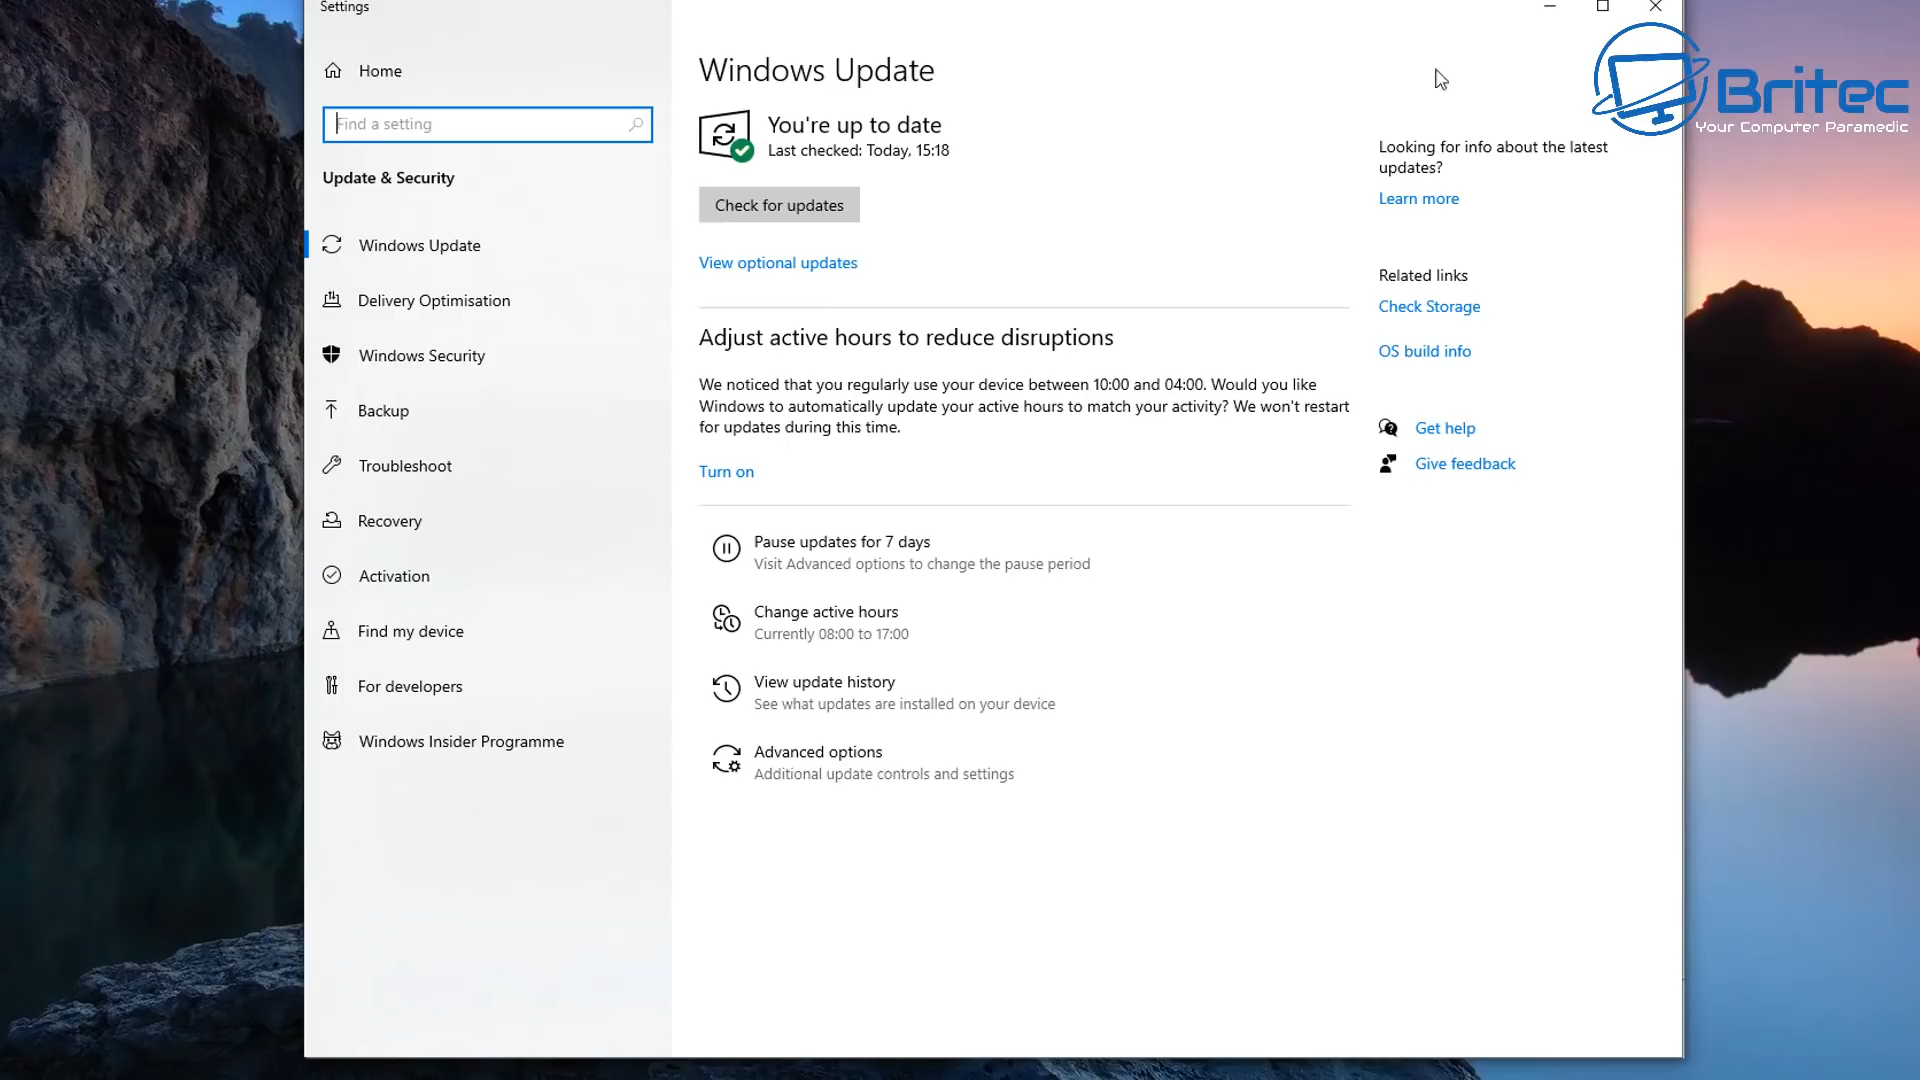 Settings
Home
Find a setting
Update & Security
Windows Update
Delivery Optimisation
Windows Security
Backup
Troubleshoot
Recovery
Activation
Find my device
For developers
Windows Insider Programme
Windows Update
You're up to date
Last checked: Today, 15:18
Check for updates
View optional updates
Adjust active hours to reduce disruptions
We noticed that you regularly use your device between 10:00 and 04:00. Would you like
Windows to automatically update your active hours to match your activity? We won't restart
for updates during this time.
Turn on
Pause updates for 7 days
Visit Advanced options to change the pause period
Change active hours
Currently 08:00 to 17:00
View update history
See what updates are installed on your device
Advanced options
Additional update controls and settings
Britec
Your Computer Paramedic
Looking for info about the latest
updates?
Learn more
Related links
Check Storage
OS build info
Get help
Give feedback